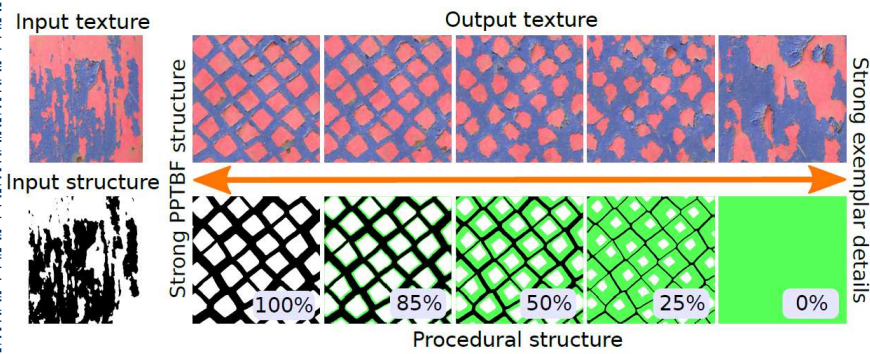 Input texture
Output texture
Input structure
Strong PPTBF structure
Strong exemplar details
100%
85%
50%
25%
0%
Procedural structure